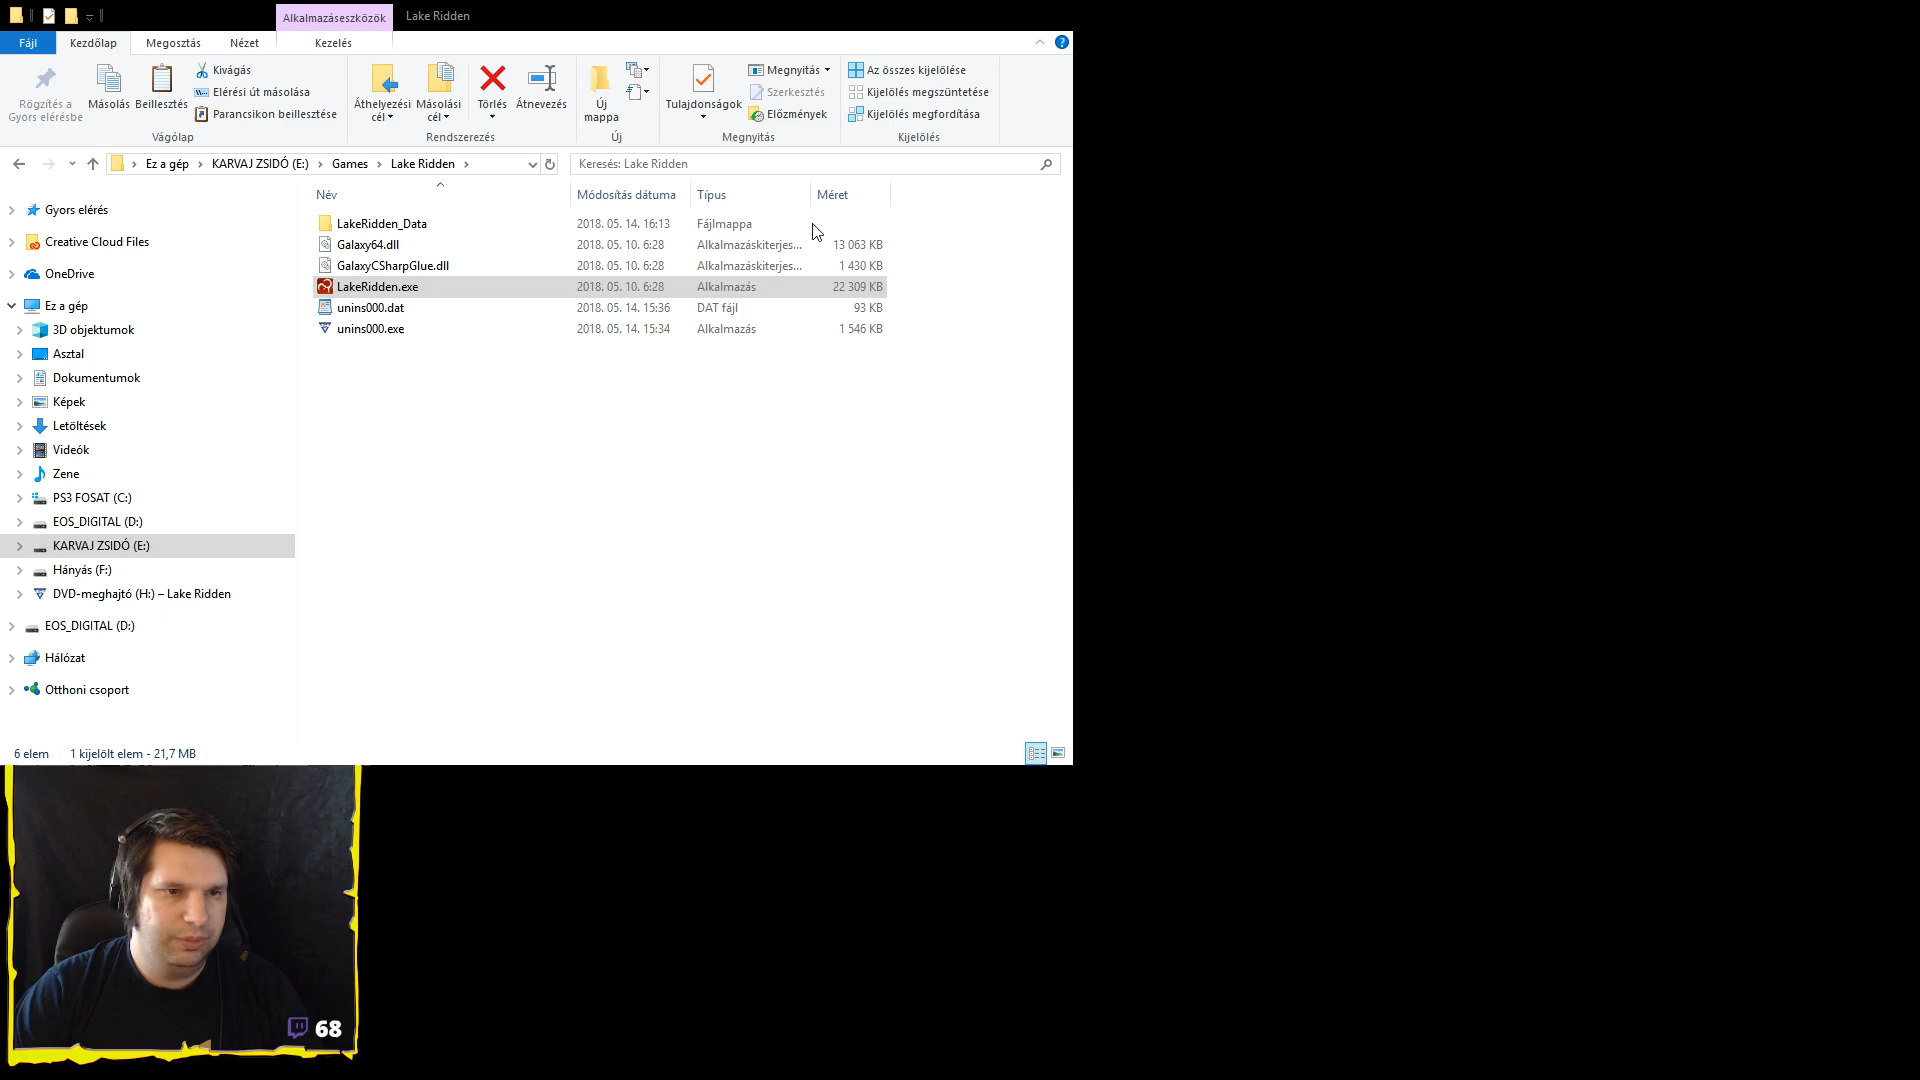 Alkalmazáseszközök
Lake Ridden
Fájl
Kezdőlap
Megosztás
Nézet
Kezelés
Rögzítés a
Gyors elérésbe
Másolás
Beillesztés
Kivágás
Elérési út másolása
Parancsikon beillesztése
Vágólap
Áthelyezési
cél
Másolási
cél
Törlés
Átnevezés
Rendszerezés
Új
mappa
Új
Tulajdonságok
Megnyitás
Szerkesztés
Előzmények
Megnyitás
Az összes kijelölése
Kijelölés megszüntetése
Kijelölés megfordítása
Kijelölés
Ez a gép
KARVAJ ZSIDÓ (E:)
Games
Lake Ridden
Keresés: Lake Ridden
Név Módosítás dátuma Típus Méret
LakeRidden_Data 2018. 05. 14. 16:13 Fájlmappa
Galaxy64.dll 2018. 05. 10. 6:28 Alkalmazáskiterjes... 13 063 KB
GalaxyCSharpGlue.dll 2018. 05. 10. 6:28 Alkalmazáskiterjes... 1 430 KB
LakeRidden.exe 2018. 05. 10. 6:28 Alkalmazás 22 309 KB
unins000.dat 2018. 05. 14. 15:36 DAT fájl 93 KB
unins000.exe 2018. 05. 14. 15:34 Alkalmazás 1 546 KB
Gyors elérés
Creative Cloud Files
OneDrive
Ez a gép
3D objektumok
Asztal
Dokumentumok
Képek
Letöltések
Videók
Zene
PS3 FOSAT (C:)
EOS_DIGITAL (D:)
KARVAJ ZSIDÓ (E:)
Hányás (F:)
DVD-meghajtó (H:) – Lake Ridden
EOS_DIGITAL (D:)
Hálózat
Otthoni csoport
6 elem
1 kijelölt elem - 21,7 MB
68